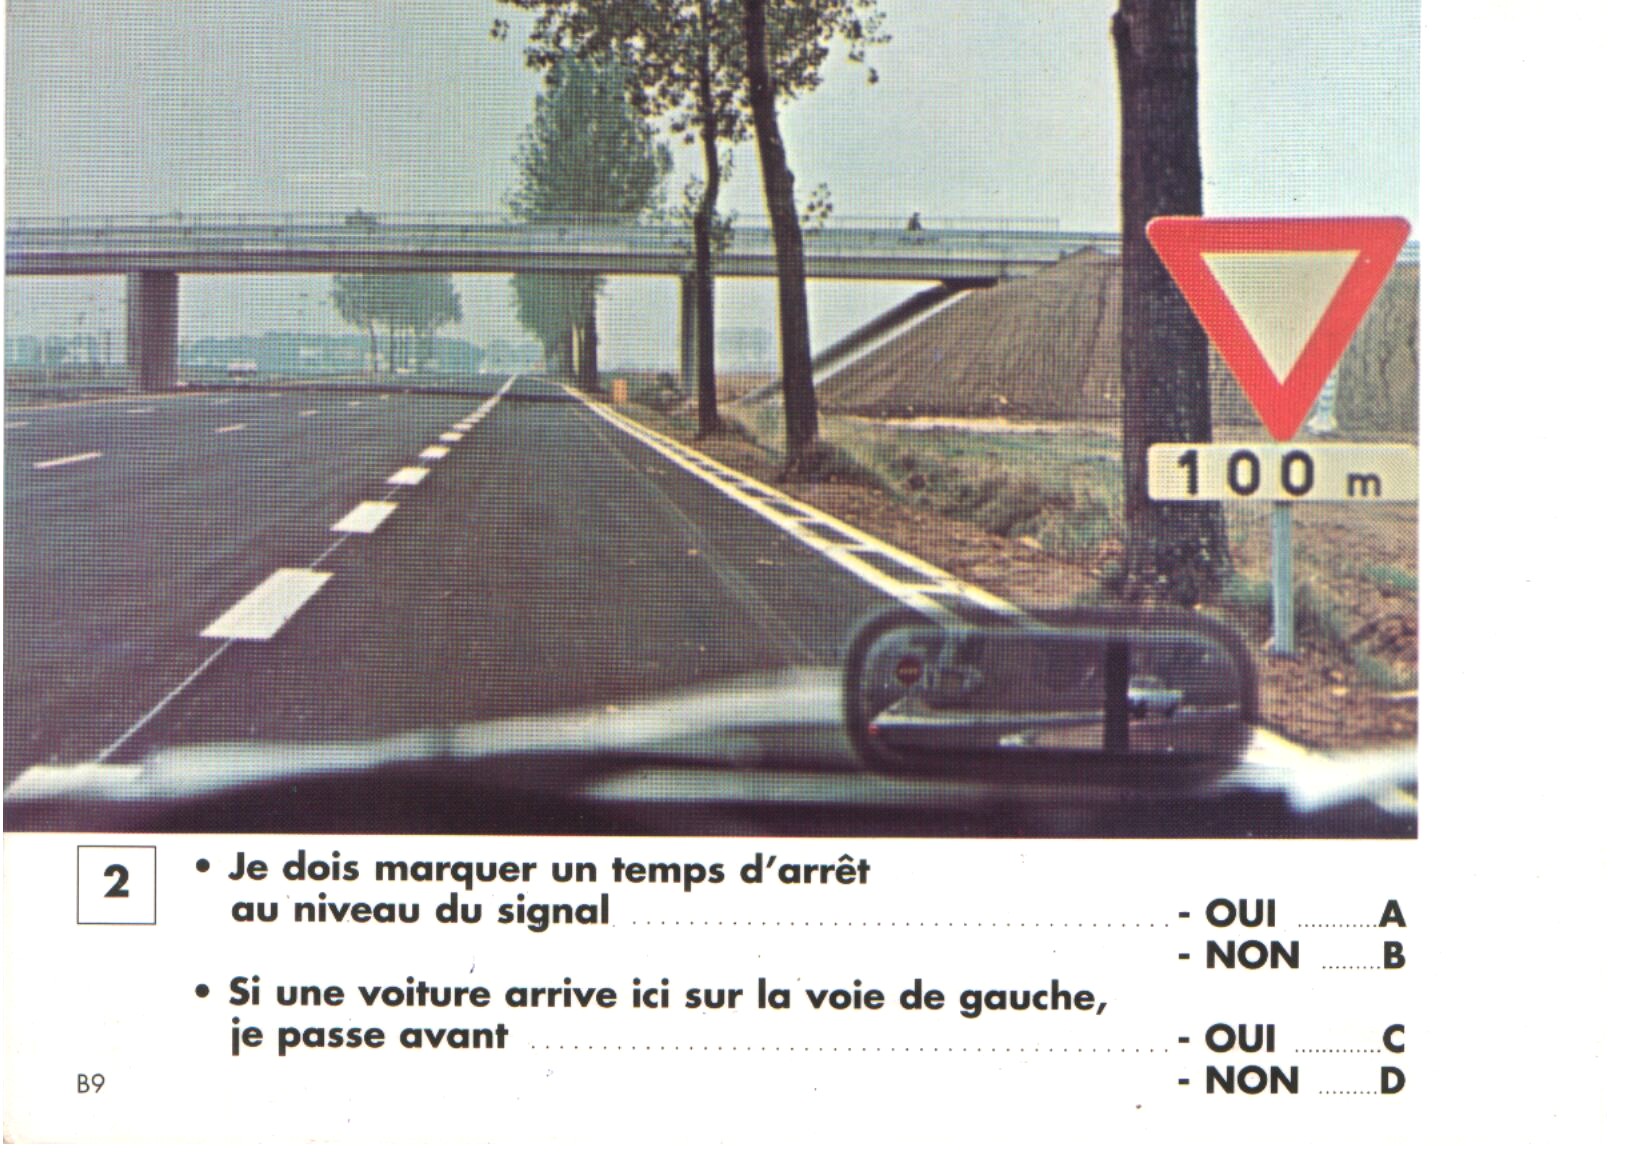 100 m
2
• Je dois marquer un temps d'arrêt
au niveau du signal ........ - OUI ........ A
- NON ........ B
• Si une voiture arrive ici sur la voie de gauche,
je passe avant ........ - OUI ........ C
- NON ........ D
B9